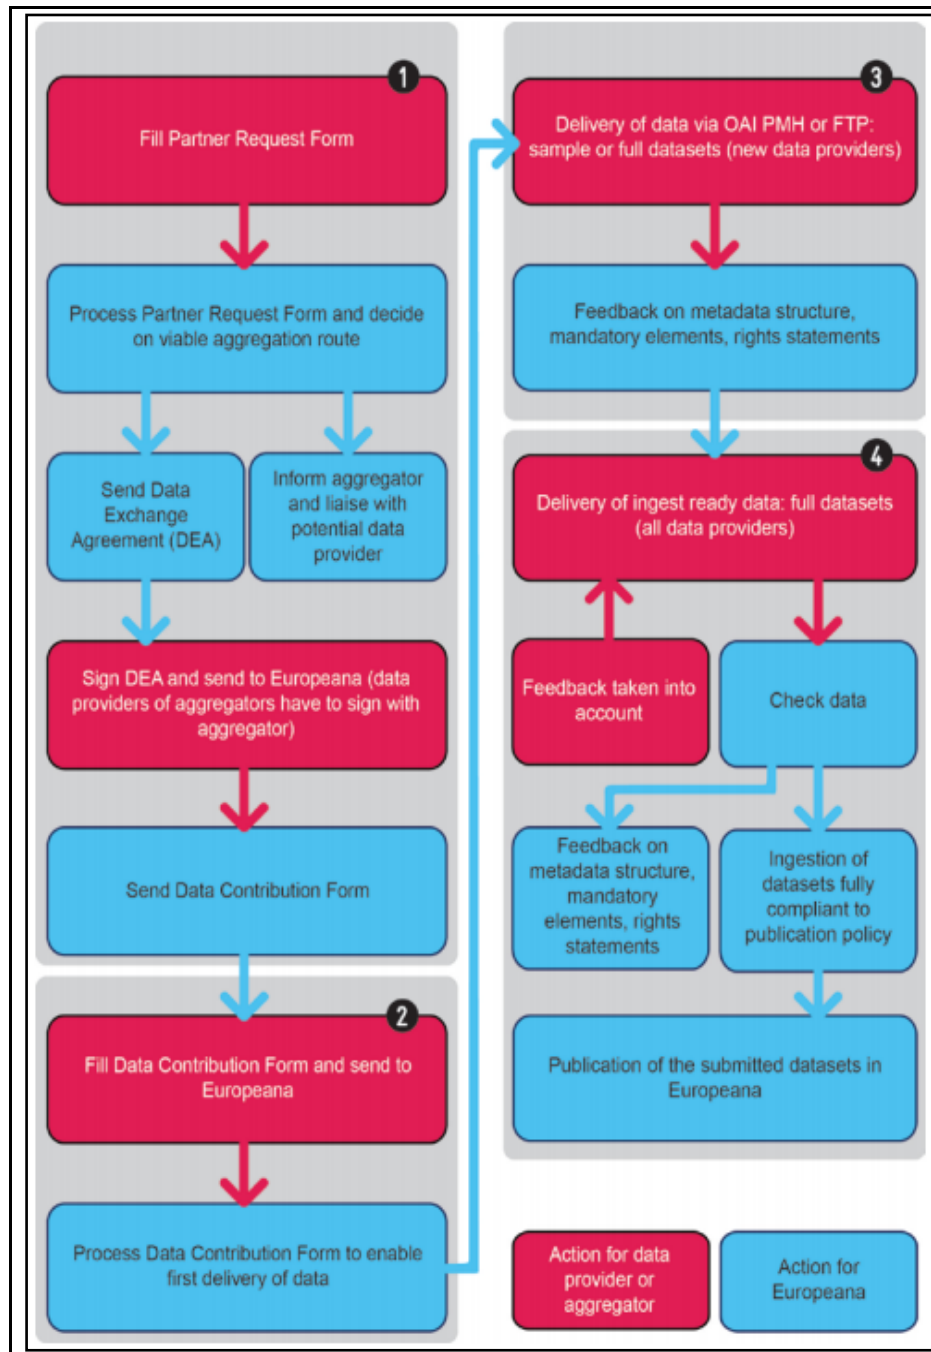 1
Fill Partner Request Form
Process Partner Request Form and decide
on viable aggregation route
Send Data
Exchange
Agreement (DEA)
Inform aggregator
and liaise with
potential data
provider
Sign DEA and send to Europeana (data
providers of aggregators have to sign with
aggregator)
Send Data Contribution Form
2
Fill Data Contribution Form and send to
Europeana
Process Data Contribution Form to enable
first delivery of data
3
Delivery of data via OAI PMH or FTP:
sample or full datasets (new data providers)
Feedback on metadata structure,
mandatory elements, rights statements
4
Delivery of ingest ready data: full datasets
(all data providers)
Feedback taken into
account
Check data
Feedback on
metadata structure,
mandatory
elements, rights
statements
Ingestion of
datasets fully
compliant to
publication policy
Publication of the submitted datasets in
Europeana
Action for data
provider or
aggregator
Action for
Europeana